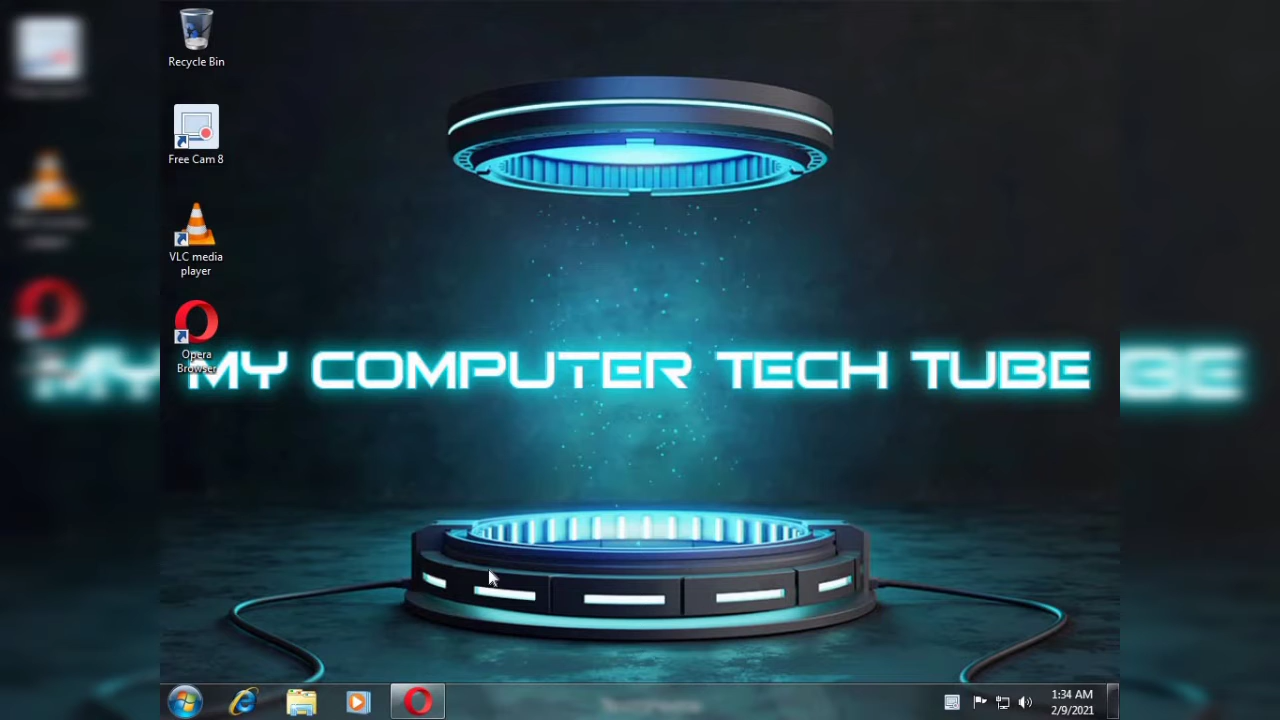 Recycle Bin
Free Cam 8
VLC media
player
Opera
Browser
MY COMPUTER TECH TUBE
1:34 AM
2/9/2021